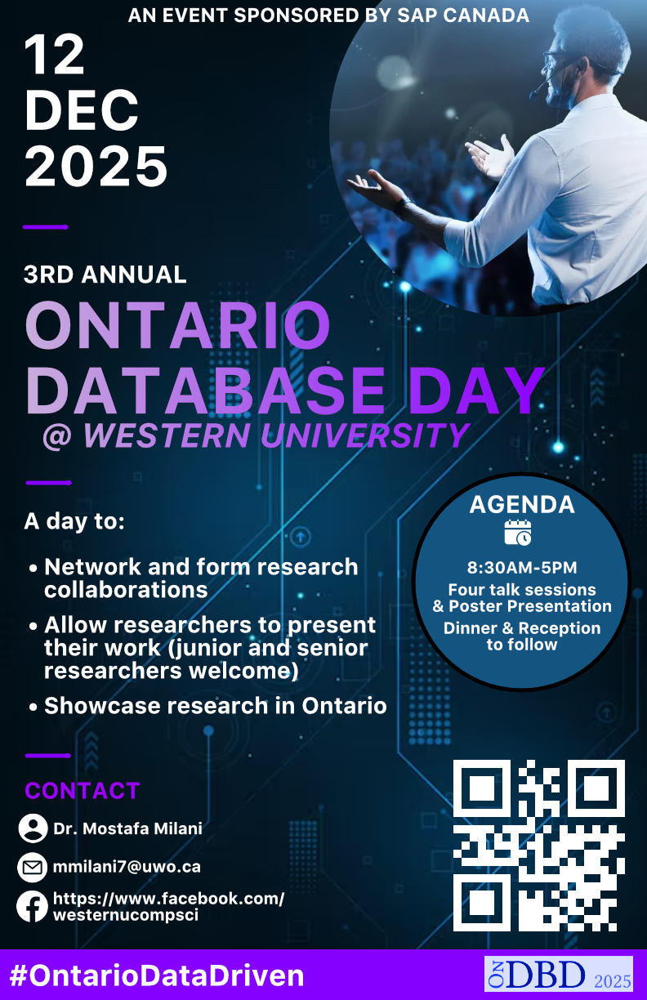 AN EVENT SPONSORED BY SAP CANADA
12
DEC
2025
3RD ANNUAL
ONTARIO
DATABASE DAY
@ WESTERN UNIVERSITY
A day to:
• Network and form research
collaborations
• Allow researchers to present
their work (junior and senior
researchers welcome)
• Showcase research in Ontario
AGENDA
8:30AM-5PM
Four talk sessions
& Poster Presentation
Dinner & Reception
to follow
CONTACT
Dr. Mostafa Milani
mmilani7@uwo.ca
https://www.facebook.com/
westernucompsci
#OntarioDataDriven
ON DBD 2025